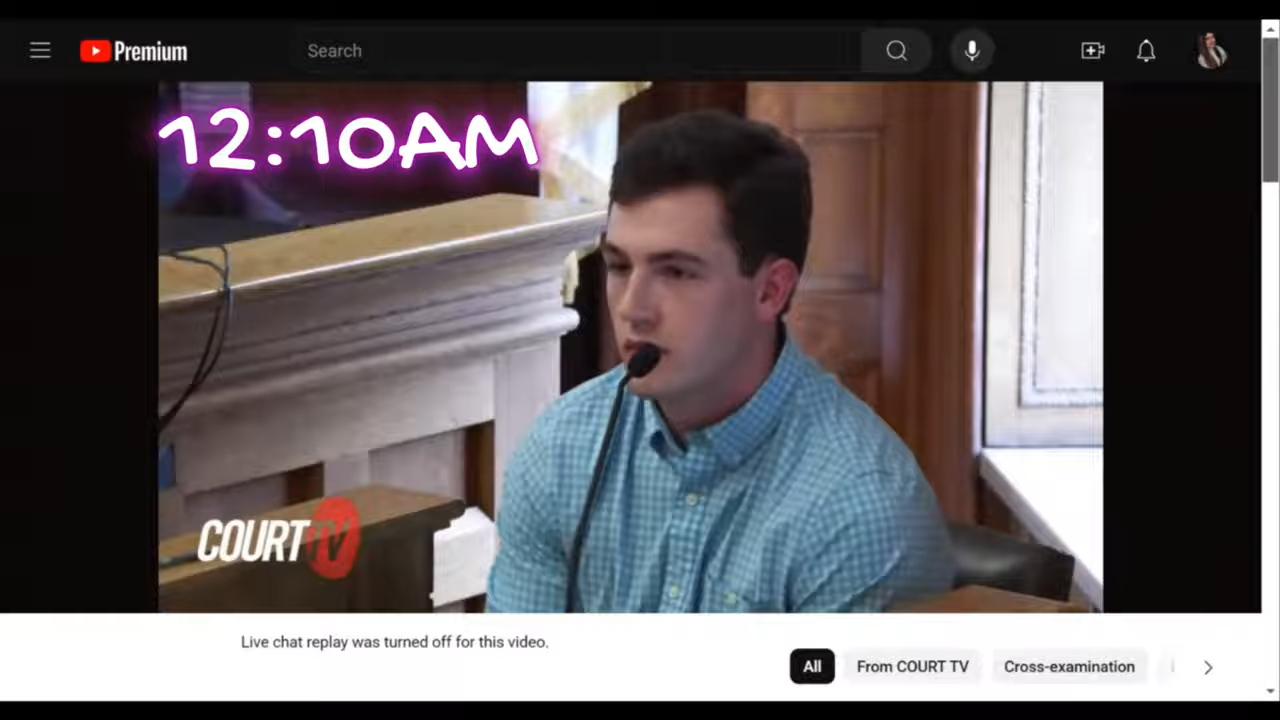 Premium
Search
12:10AM
COURT TV
Live chat replay was turned off for this video.
All
From COURT TV
Cross-examination